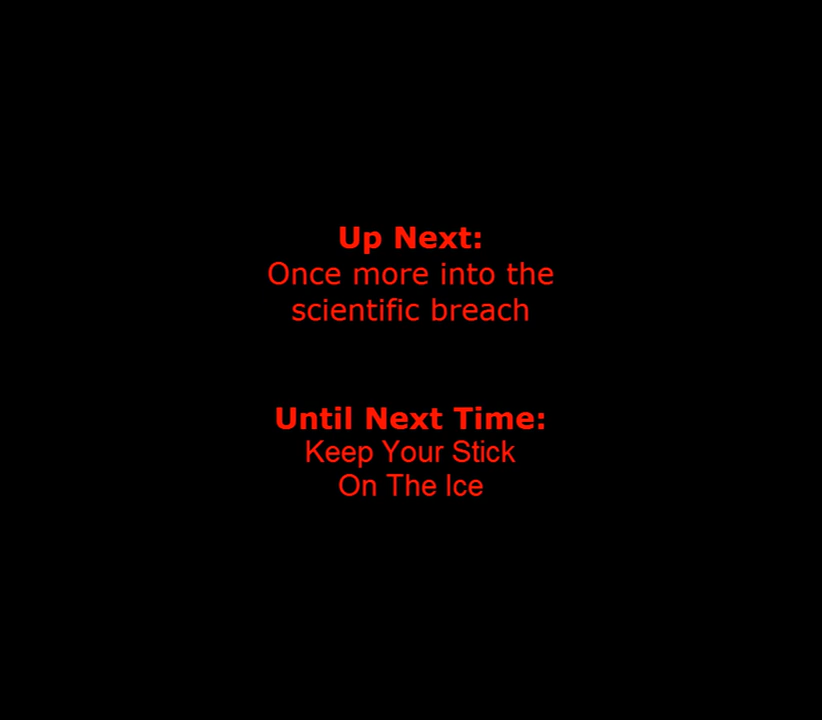 Up Next:
Once more into the
scientific breach
Until Next Time:
Keep Your Stick
On The Ice